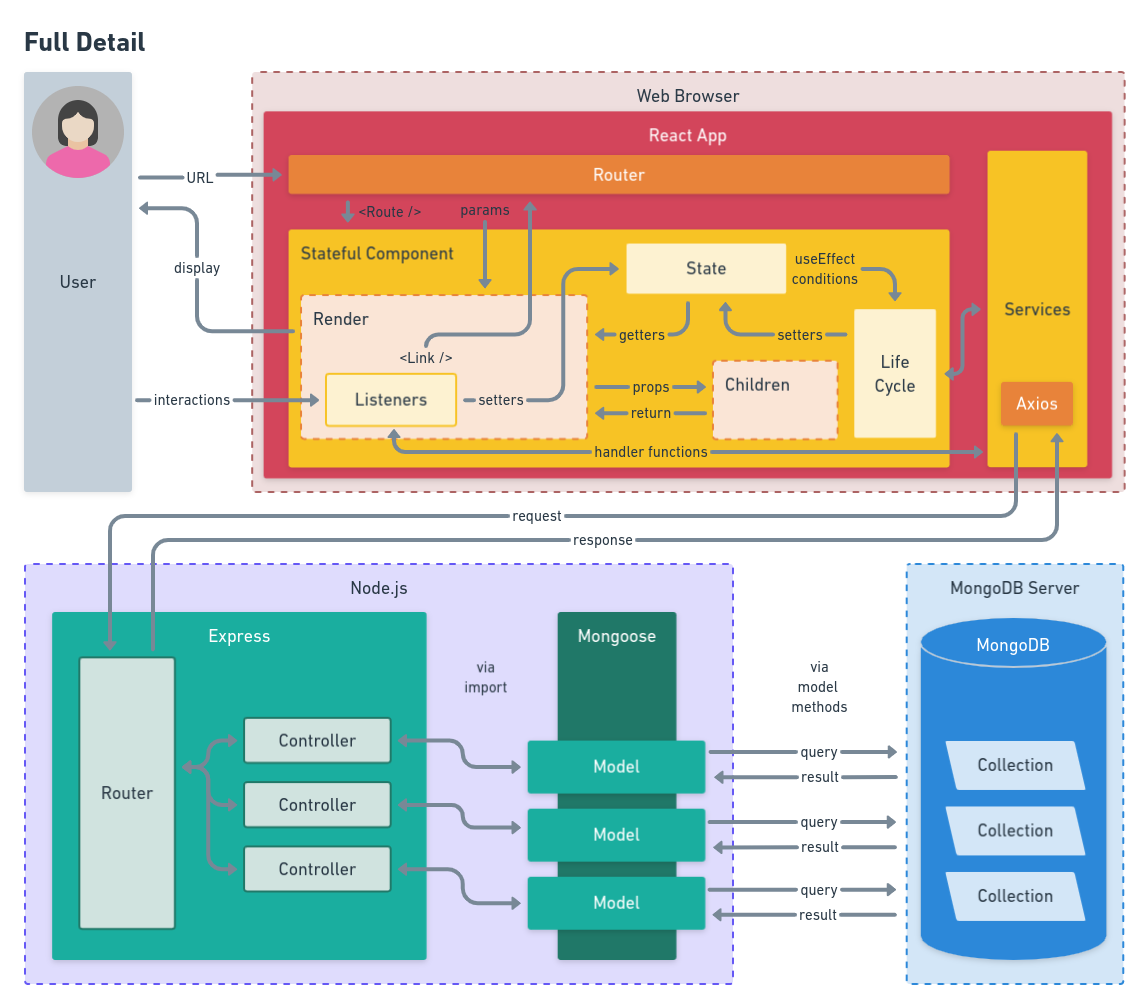 Full Detail
Web Browser
React App
Router
URL
<Route />
params
Stateful Component
State
useEffect
conditions
display
User
Render
Services
<Link />
getters
setters
Life
Cycle
Listeners
interactions
setters
props
return
Children
Axios
handler functions
request
response
Node.js
Express
Mongoose
via
import
via
model
methods
MongoDB Server
MongoDB
Router
Controller
Controller
Controller
Model
Model
Model
query
result
query
result
query
result
Collection
Collection
Collection